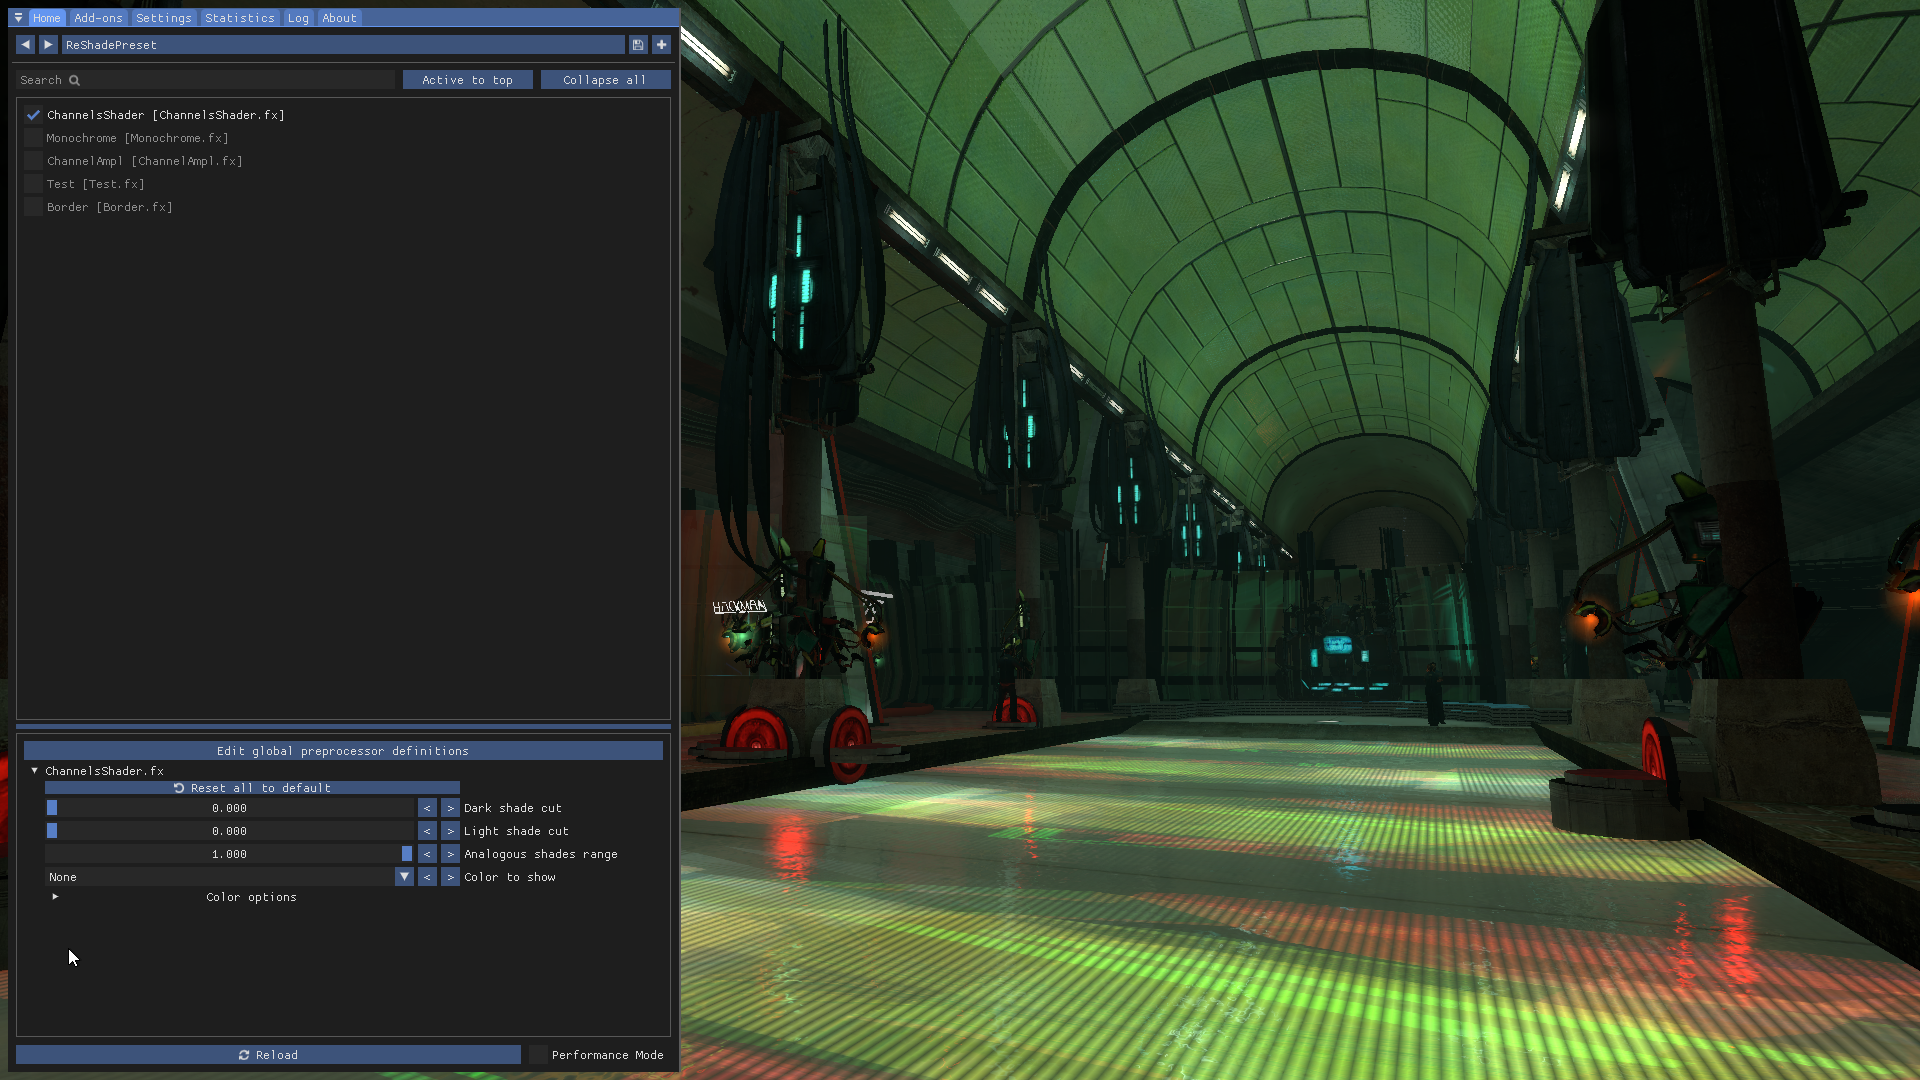 Home Add-ons Settings Statistics Log About
ReShadePreset
Search Active to top Collapse all
ChannelsShader [ChannelsShader.fx]
Monochrome [Monochrome.fx]
ChannelAmpl [ChannelAmpl.fx]
Test [Test.fx]
Border [Border.fx]
HACKMAN
Edit global preprocessor definitions
ChannelsShader.fx
Reset all to default
0.000 < > Dark shade cut
0.000 < > Light shade cut
1.000 < > Analogous shades range
None < > Color to show
Color options
Reload Performance Mode